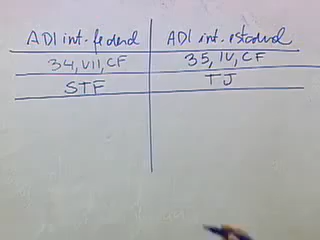 ADI int. federal ADI int. estadual
34, VII, CF 35, IV, CF
STF TJ